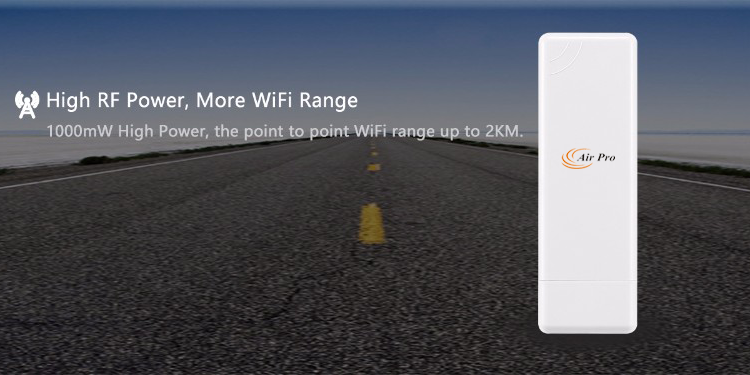 High RF Power, More WiFi Range
1000mW High Power, the point to point WiFi range up to 2KM.
Air Pro